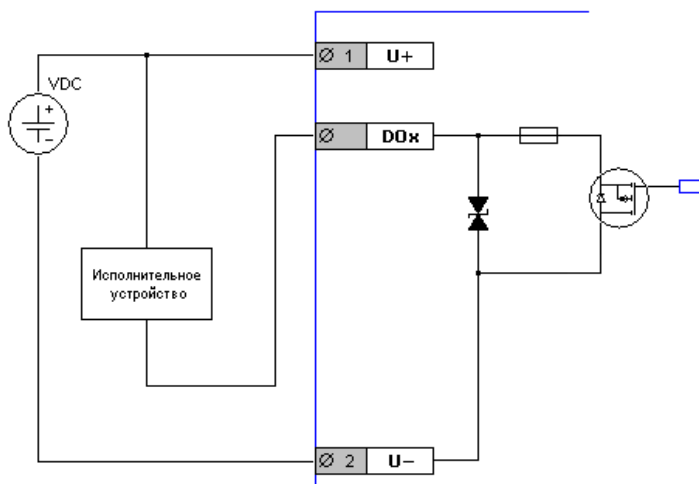 1 U+
VDC
+
DOx
−
Исполнительное
устройство
2 U−